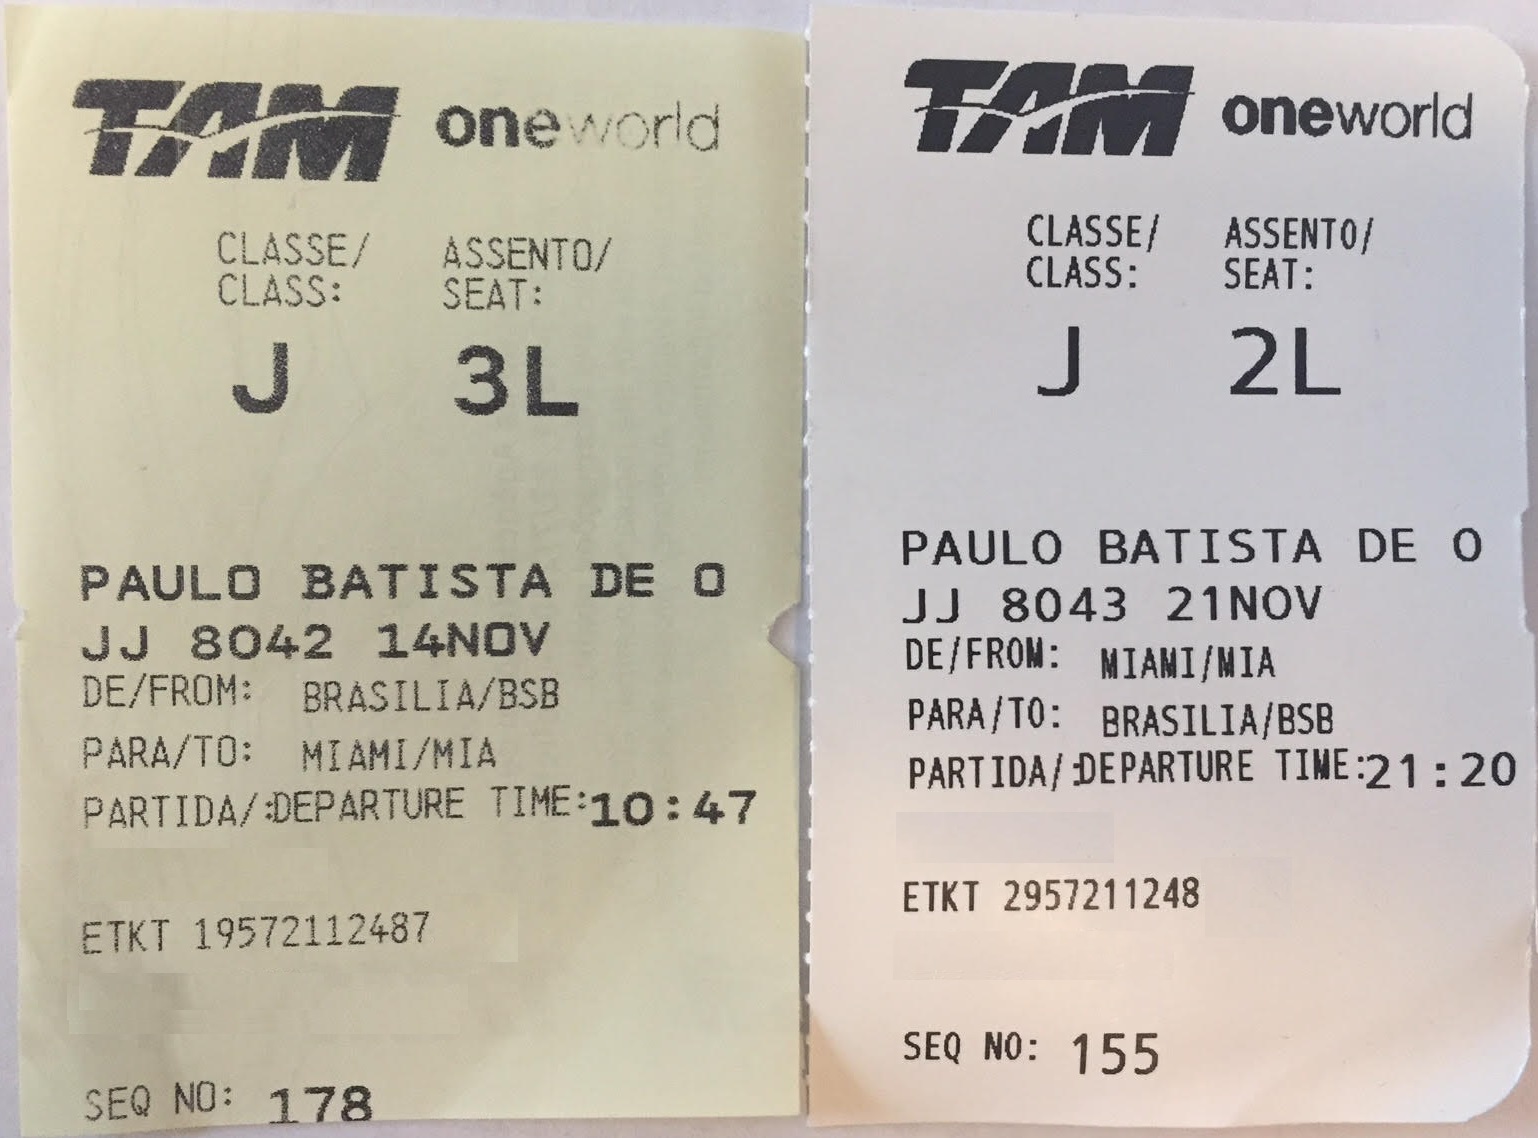 TAM oneworld
CLASSE/ ASSENTO/
CLASS: SEAT:
J 3L
PAULO BATISTA DE O
JJ 8042 14NOV
DE/FROM: BRASILIA/BSB
PARA/TO: MIAMI/MIA
PARTIDA/:DEPARTURE TIME:10:47
ETKT 19572112487
SEQ NO: 178
TAM oneworld
CLASSE/ ASSENTO/
CLASS: SEAT:
J 2L
PAULO BATISTA DE O
JJ 8043 21NOV
DE/FROM: MIAMI/MIA
PARA/TO: BRASILIA/BSB
PARTIDA/:DEPARTURE TIME:21:20
ETKT 2957211248
SEQ NO: 155